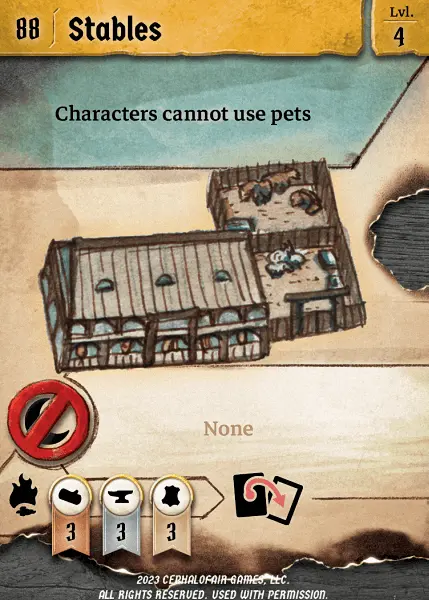 88 Stables
Lvl.
4
Characters cannot use pets
None
3 3 3
2023 CEPHALOFAIR GAMES, LLC.
ALL RIGHTS RESERVED. USED WITH PERMISSION.